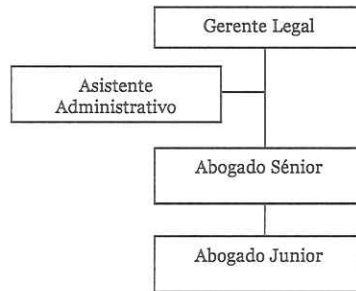 Gerente Legal
Asistente
Administrativo
Abogado Sénior
Abogado Junior